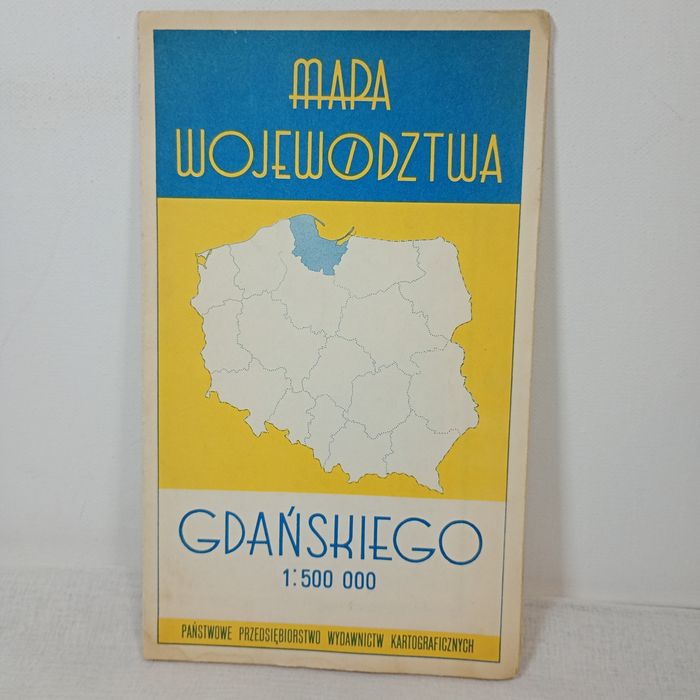 MAPA
WOJEWÓDZTWA
GDAŃSKIEGO
1:500 000
PAŃSTWOWE PRZEDSIĘBIORSTWO WYDAWNICTW KARTOGRAFICZNYCH